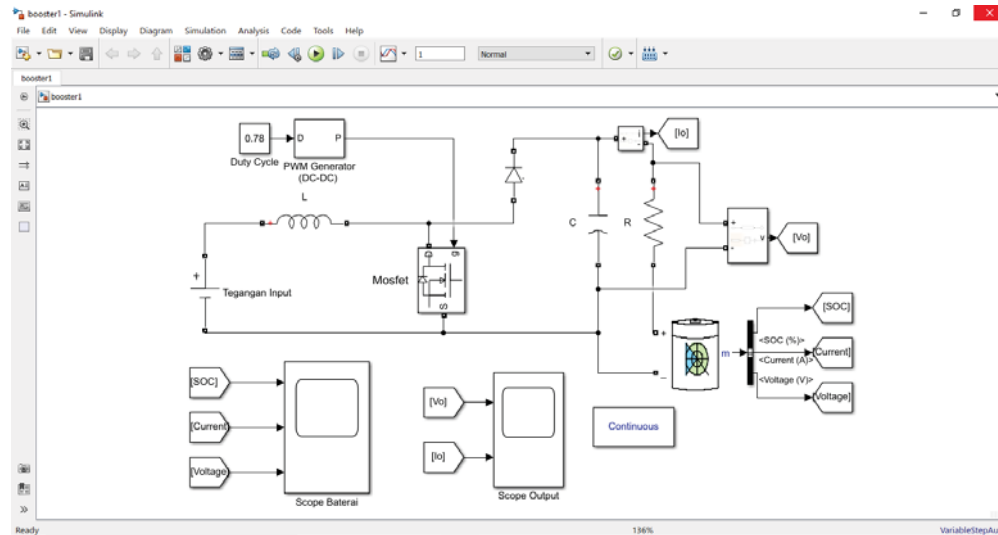 booster1 - Simulink
File Edit View Display Diagram Simulation Analysis Code Tools Help
1 Normal
booster1
booster1
0.78
D P
Duty Cycle
PWM Generator
(DC-DC)
i
+
-
[Io]
L
C
R
+
-
v
[Vo]
g
D
S
Mosfet
+
Tegangan Input
+
m
-
[SOC]
<SOC (%)>
[Current]
<Current (A)>
<Voltage (V)>
[Voltage]
[SOC]
[Current]
[Voltage]
Scope Baterai
[Vo]
[Io]
Scope Output
Continuous
Ready 136% VariableStepAu